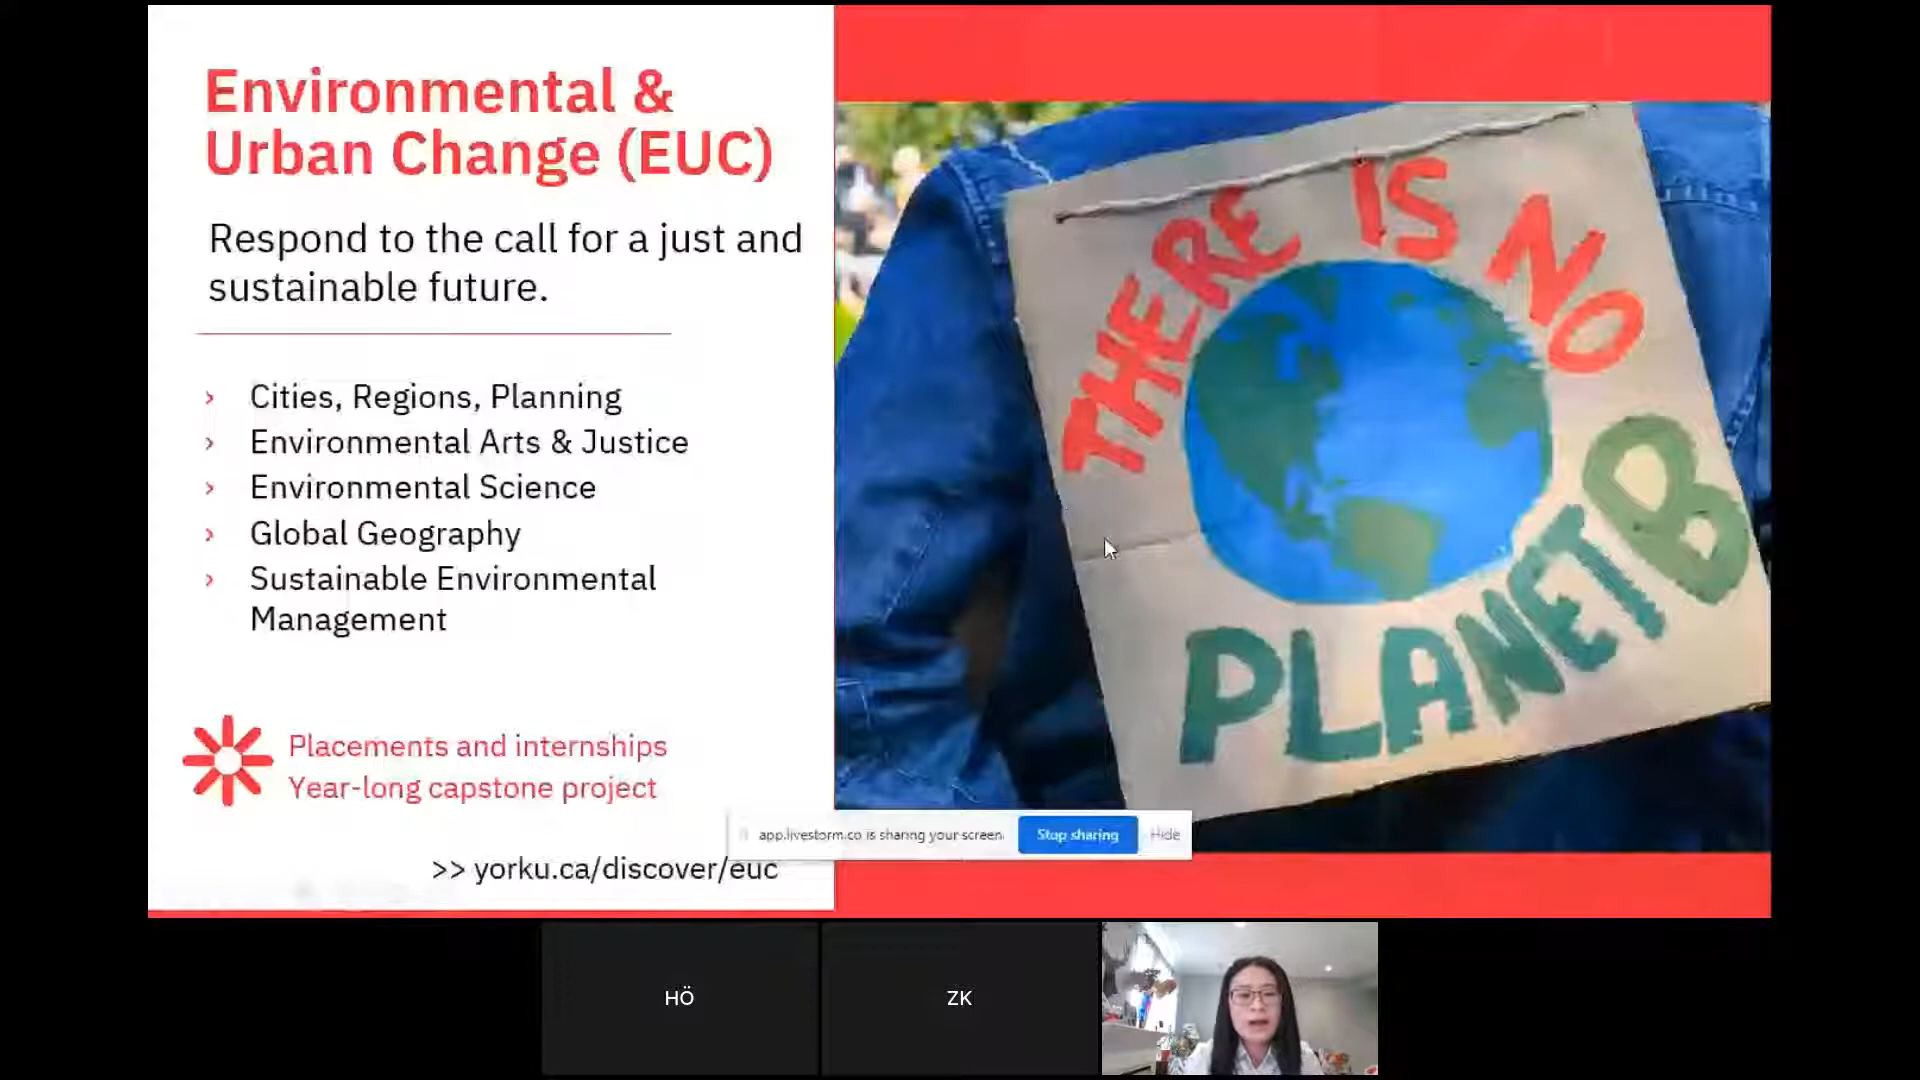 Environmental &
Urban Change (EUC)
Respond to the call for a just and
sustainable future.
› Cities, Regions, Planning
› Environmental Arts & Justice
› Environmental Science
› Global Geography
› Sustainable Environmental
Management
Placements and internships
Year-long capstone project
>> yorku.ca/discover/euc
THERE IS NO
PLANET B
app.livestorm.co is sharing your screen.
Stop sharing
Hide
HÖ
ZK